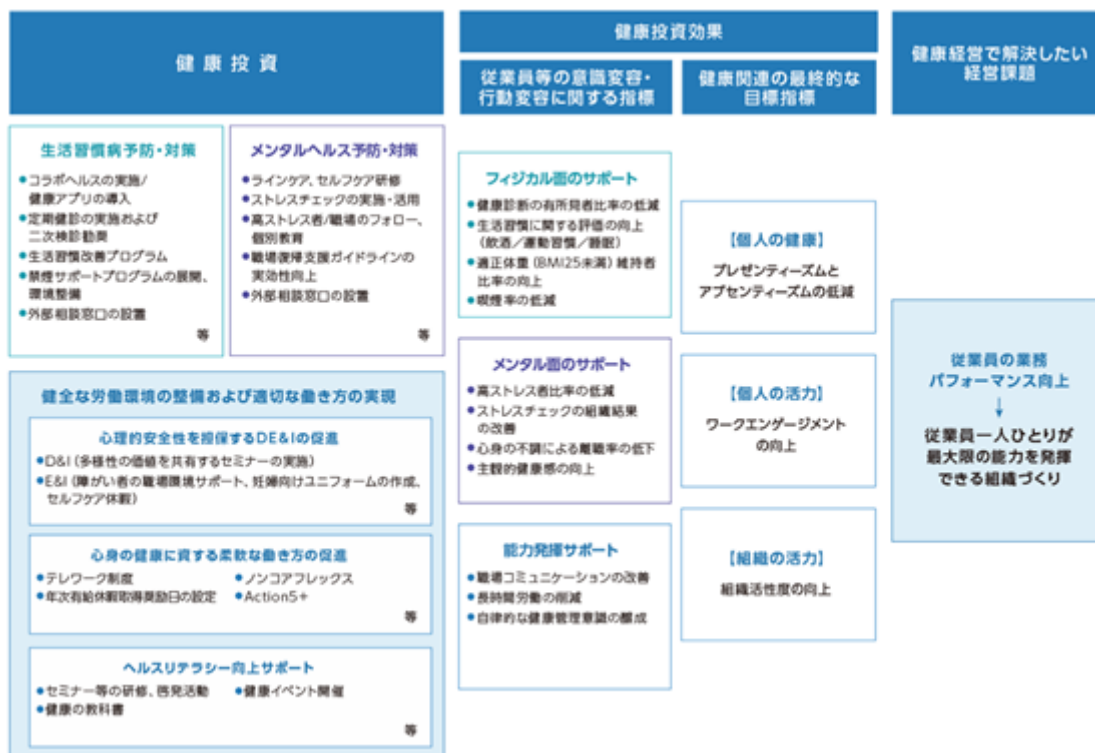 健康投資
健康投資効果
従業員等の意識変容・
行動変容に関する指標
健康関連の最終的な
目標指標
健康経営で解決したい
経営課題
生活習慣病予防・対策
●コラボヘルスの実施/
健康アプリの導入
●定期健診の実施および
二次検診勧奨
●生活習慣改善プログラム
●禁煙サポートプログラムの展開、
環境整備
●外部相談窓口の設置
等
メンタルヘルス予防・対策
●ラインケア、セルフケア研修
●ストレスチェックの実施・活用
●高ストレス者/職場のフォロー、
個別教育
●職場復帰支援ガイドラインの
実効性向上
●外部相談窓口の設置
等
健全な労働環境の整備および適切な働き方の実現
心理的安全性を担保するDE&Iの促進
●D&I(多様性の価値を共有するセミナーの実施)
●E&I(障がい者の職場環境サポート、妊婦向けユニフォームの作成、
セルフケア休暇)
等
心身の健康に資する柔軟な働き方の促進
●テレワーク制度
●ノンコアフレックス
●年次有給休暇取得奨励日の設定
●Action5+
等
ヘルスリテラシー向上サポート
●セミナー等の研修、啓発活動
●健康イベント開催
●健康の教科書
等
フィジカル面のサポート
●健康診断の有所見者比率の低減
●生活習慣に関する評価の向上
(飲酒/運動習慣/睡眠)
●適正体重(BMI25未満)維持者
比率の向上
●喫煙率の低減
メンタル面のサポート
●高ストレス者比率の低減
●ストレスチェックの組織結果
の改善
●心身の不調による離職率の低下
●主観的健康感の向上
能力発揮サポート
●職場コミュニケーションの改善
●長時間労働の削減
●自律的な健康管理意識の醸成
【個人の健康】
プレゼンティーズムと
アブセンティーズムの低減
【個人の活力】
ワークエンゲージメント
の向上
【組織の活力】
組織活性度の向上
従業員の業務
パフォーマンス向上
↓
従業員一人ひとりが
最大限の能力を発揮
できる組織づくり